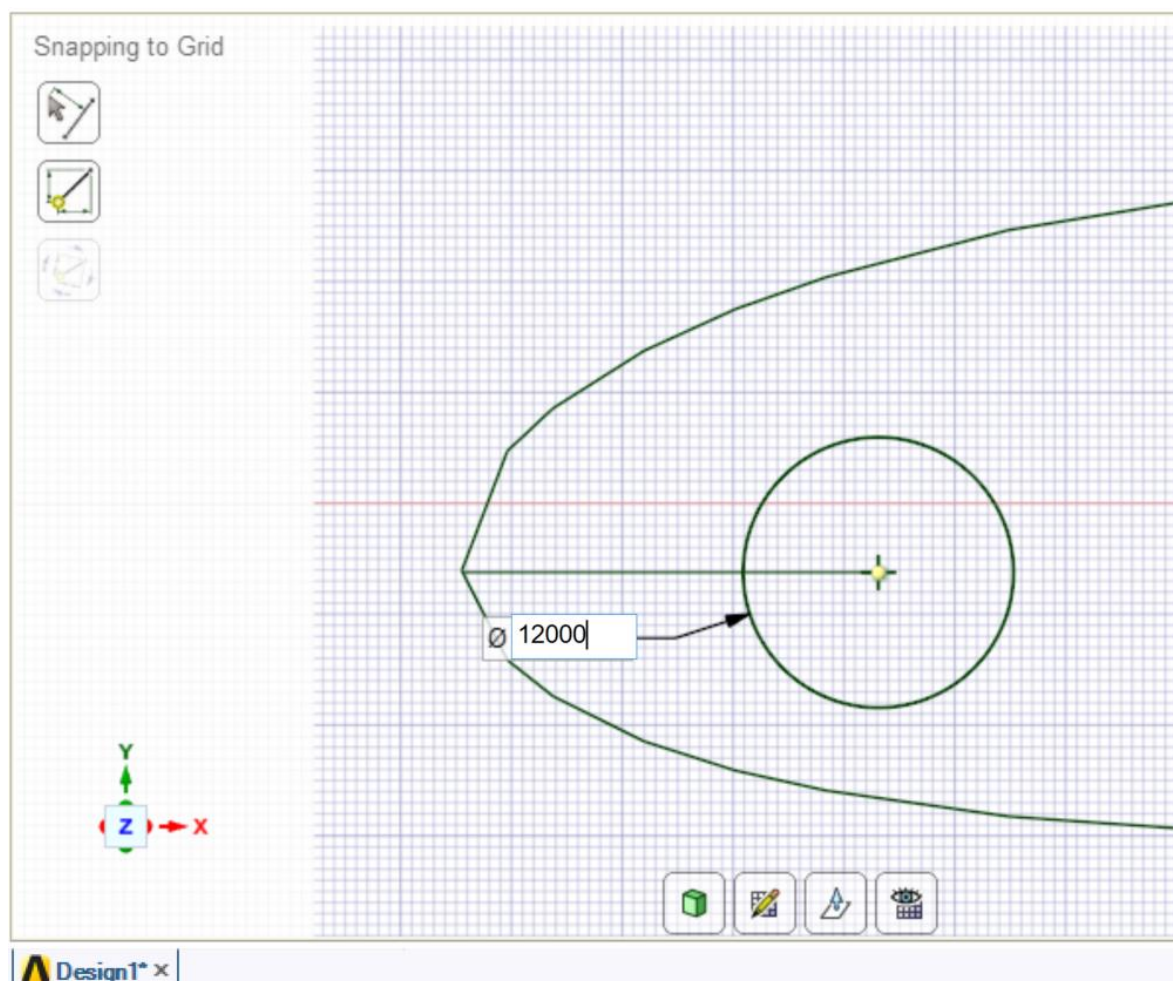 Snapping to Grid
Ø 12000
Y
Z X
Design1* ×